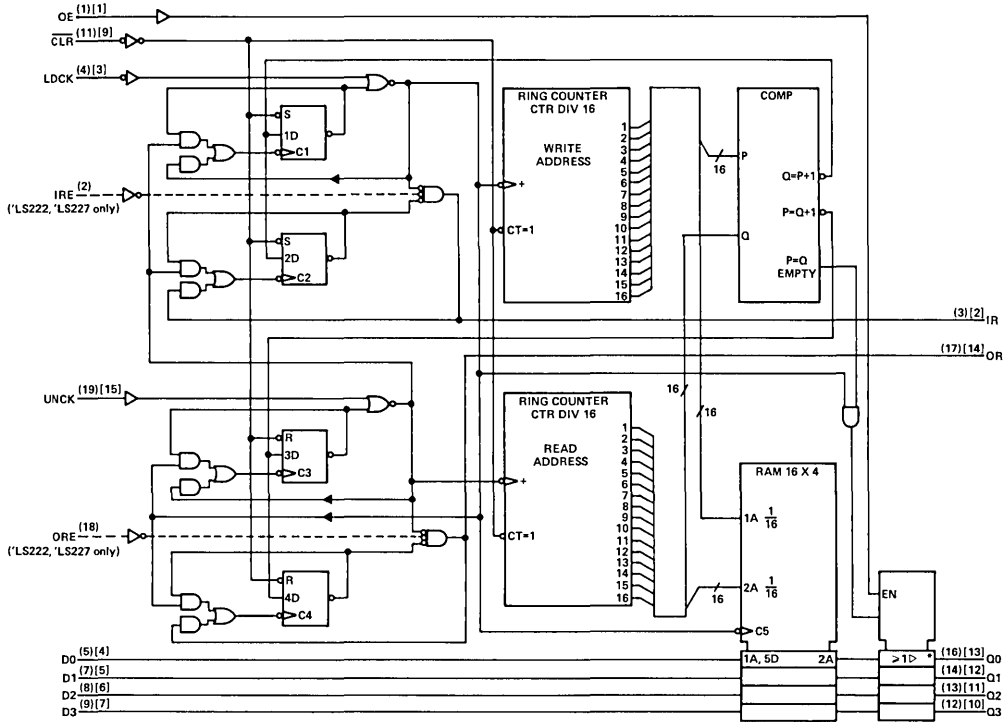 OE (1)[1]
CLR (11)[9]
LDCK (4)[3]
S
1D
C1
IRE (2)
('LS222, 'LS227 only)
S
2D
C2
RING COUNTER
CTR DIV 16
WRITE
ADDRESS
1
2
3
4
5
6
7
8
9
10
11
12
13
14
15
16
+
CT=1
COMP
P
16
Q=P+1
P=Q+1
Q
P=Q
EMPTY
(3)[2] IR
(17)[14] OR
UNCK (19)[15]
R
3D
C3
ORE (18)
('LS222, 'LS227 only)
R
4D
C4
RING COUNTER
CTR DIV 16
READ
ADDRESS
1
2
3
4
5
6
7
8
9
10
11
12
13
14
15
16
+
CT=1
16
16
16
RAM 16 X 4
1A 1/16
2A 1/16
C5
EN
D0 (5)[4]
1A, 5D 2A
≥1▷ *
(16)[13] Q0
D1 (7)[5]
(14)[12] Q1
D2 (8)[6]
(13)[11] Q2
D3 (9)[7]
(12)[10] Q3